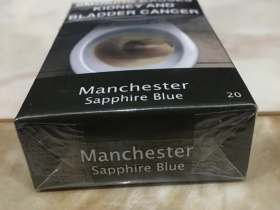 KIDNEY AND
BLADDER CANCER
Manchester
Sapphire Blue
20
Manchester
Sapphire Blue